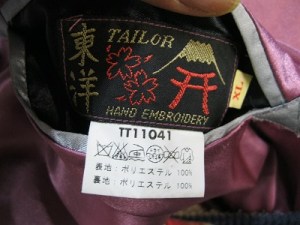 東洋
TAILOR
HAND EMBROIDERY
XL
TT11041
表地：ポリエステル 100%
裏地：ポリエステル 100%